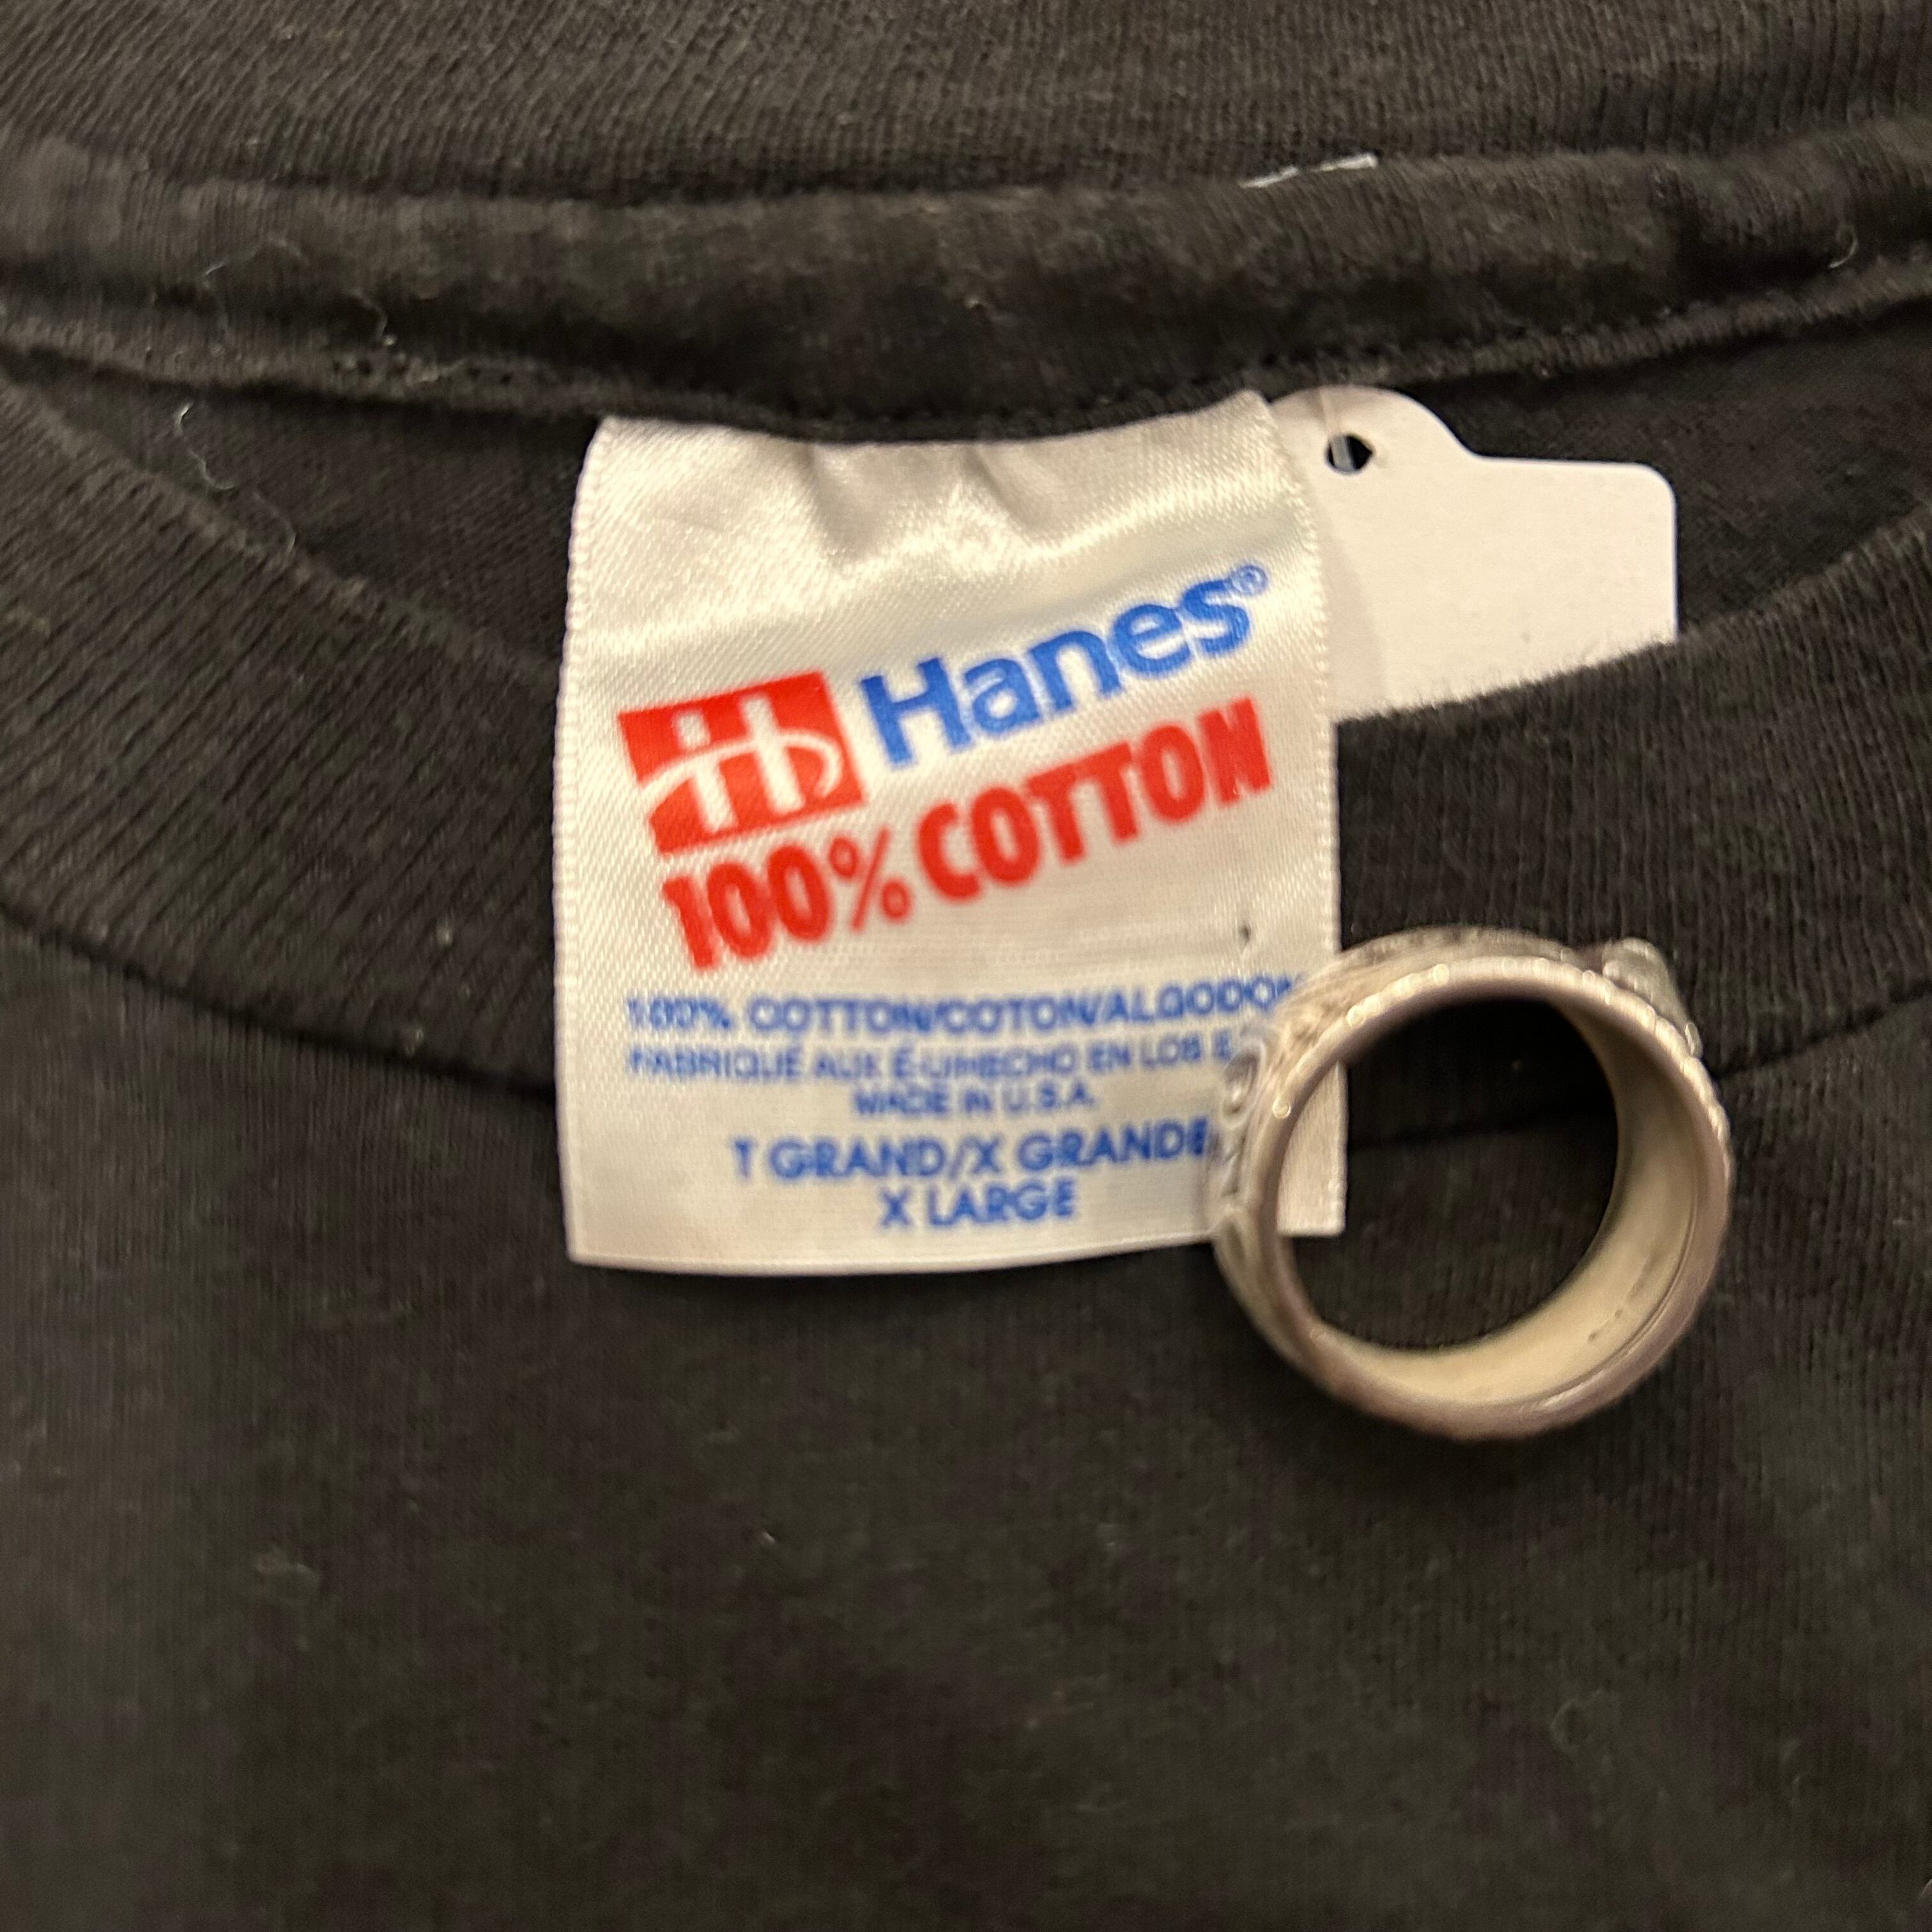 Hanes®
100% COTTON
100% COTTON/COTON/ALGODON
FABRIQUÉ AUX É-U/HECHO EN LOS
MADE IN U.S.A.
T GRAND/X GRANDE
X LARGE